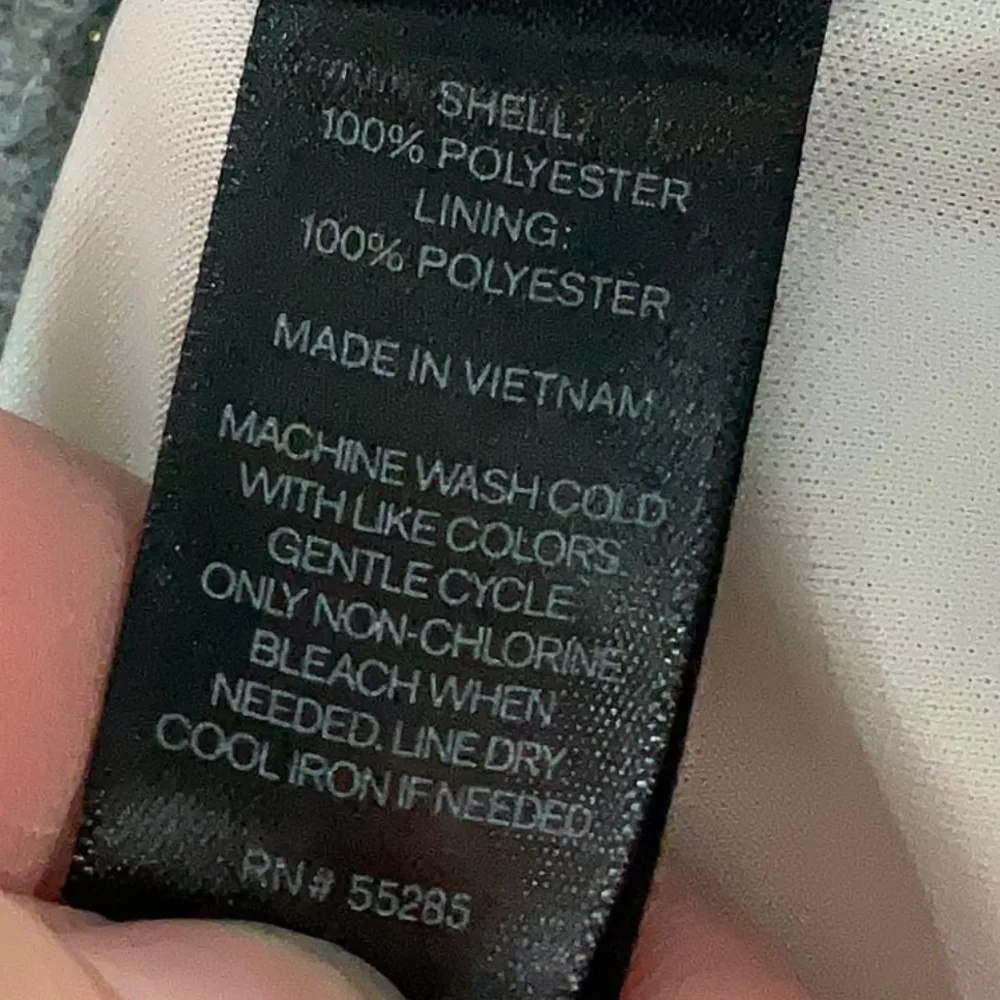 SHELL:
100% POLYESTER
LINING:
100% POLYESTER
MADE IN VIETNAM
MACHINE WASH COLD
WITH LIKE COLORS
GENTLE CYCLE
ONLY NON-CHLORINE
BLEACH WHEN
NEEDED. LINE DRY
COOL IRON IF NEEDED.
RN# 55285